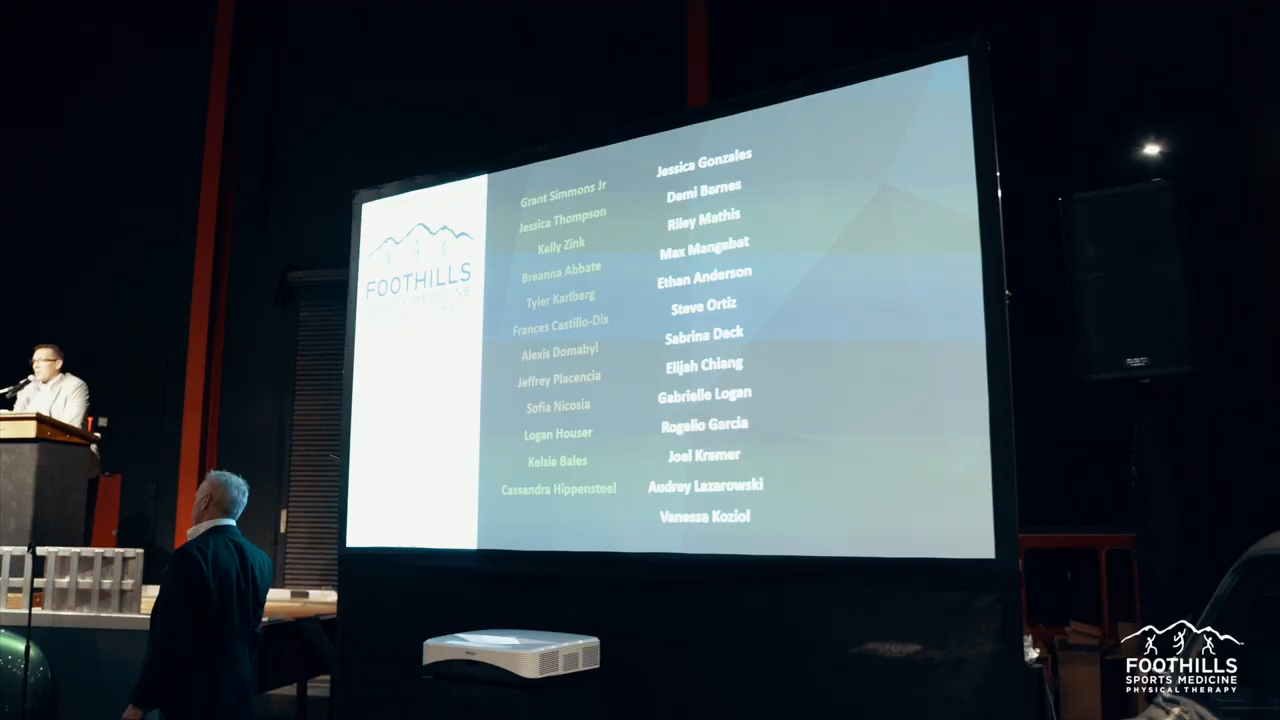 FOOTHILLS
SPORTS MEDICINE
Grant Simmons Jr
Jessica Thompson
Kelly Zink
Breanna Abbate
Tyler Karlberg
Frances Castillo-Dix
Alexis Domabyl
Jeffrey Placencia
Sofia Nicosia
Logan Houser
Kelsie Bales
Cassandra Hippensteel
Jessica Gonzales
Demi Barnes
Riley Mathis
Max Mangabat
Ethan Anderson
Steve Ortiz
Sabrina Deck
Elijah Chiang
Gabrielle Logan
Rogelio Garcia
Joel Kramer
Audrey Lazarowski
Vanessa Koziol
FOOTHILLS
SPORTS MEDICINE
PHYSICAL THERAPY